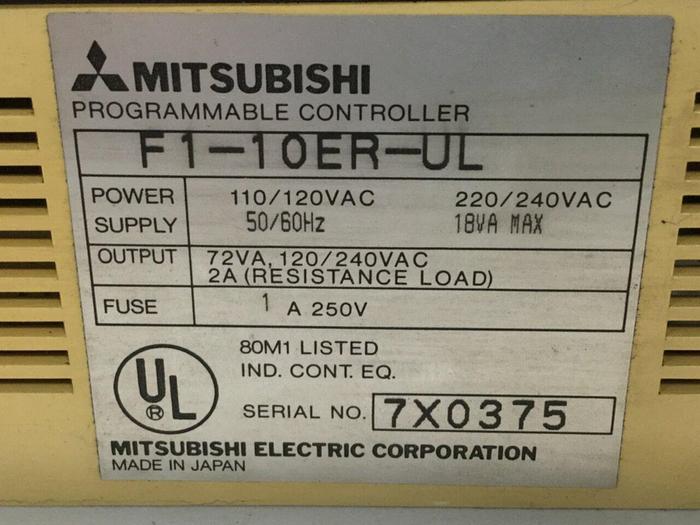 MITSUBISHI
PROGRAMMABLE CONTROLLER
F1-10ER-UL
POWER SUPPLY 110/120VAC 220/240VAC
50/60Hz 18VA MAX
OUTPUT 72VA, 120/240VAC
2A (RESISTANCE LOAD)
FUSE 1 A 250V
UL ®
80M1 LISTED
IND. CONT. EQ.
SERIAL NO. 7X0375
MITSUBISHI ELECTRIC CORPORATION
MADE IN JAPAN